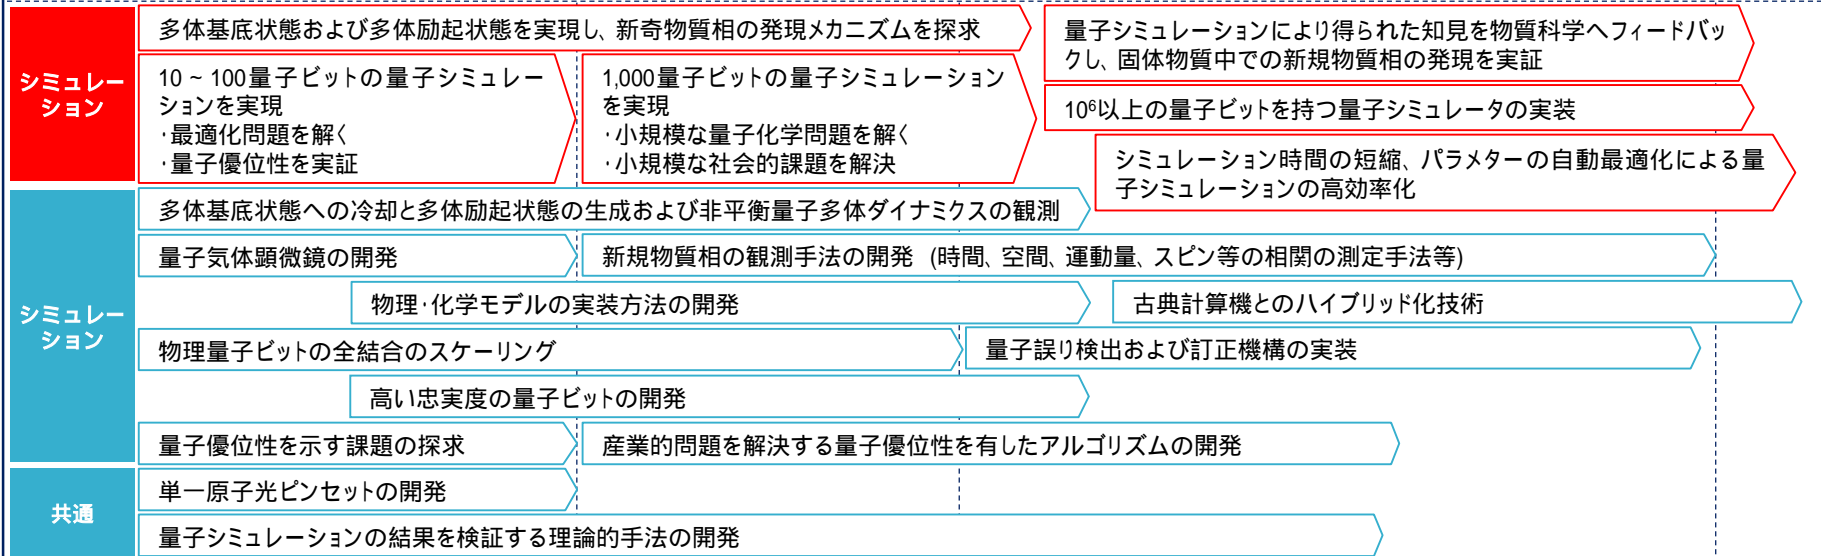 シミュレー
ション
多体基底状態および多体励起状態を実現し、新奇物質相の発現メカニズムを探求
10 ~ 100量子ビットの量子シミュレー
ションを実現
・最適化問題を解く
・量子優位性を実証
1,000量子ビットの量子シミュレーション
を実現
・小規模な量子化学問題を解く
・小規模な社会的課題を解決
量子シミュレーションにより得られた知見を物質科学へフィードバッ
クし、固体物質中での新規物質相の発現を実証
10⁶以上の量子ビットを持つ量子シミュレータの実装
シミュレーション時間の短縮、パラメターの自動最適化による量
子シミュレーションの高効率化
シミュレー
ション
多体基底状態への冷却と多体励起状態の生成および非平衡量子多体ダイナミクスの観測
量子気体顕微鏡の開発
新規物質相の観測手法の開発 (時間、空間、運動量、スピン等の相関の測定手法等)
物理・化学モデルの実装方法の開発
古典計算機とのハイブリッド化技術
物理量子ビットの全結合のスケーリング
量子誤り検出および訂正機構の実装
高い忠実度の量子ビットの開発
量子優位性を示す課題の探求
産業的問題を解決する量子優位性を有したアルゴリズムの開発
共通
単一原子光ピンセットの開発
量子シミュレーションの結果を検証する理論的手法の開発